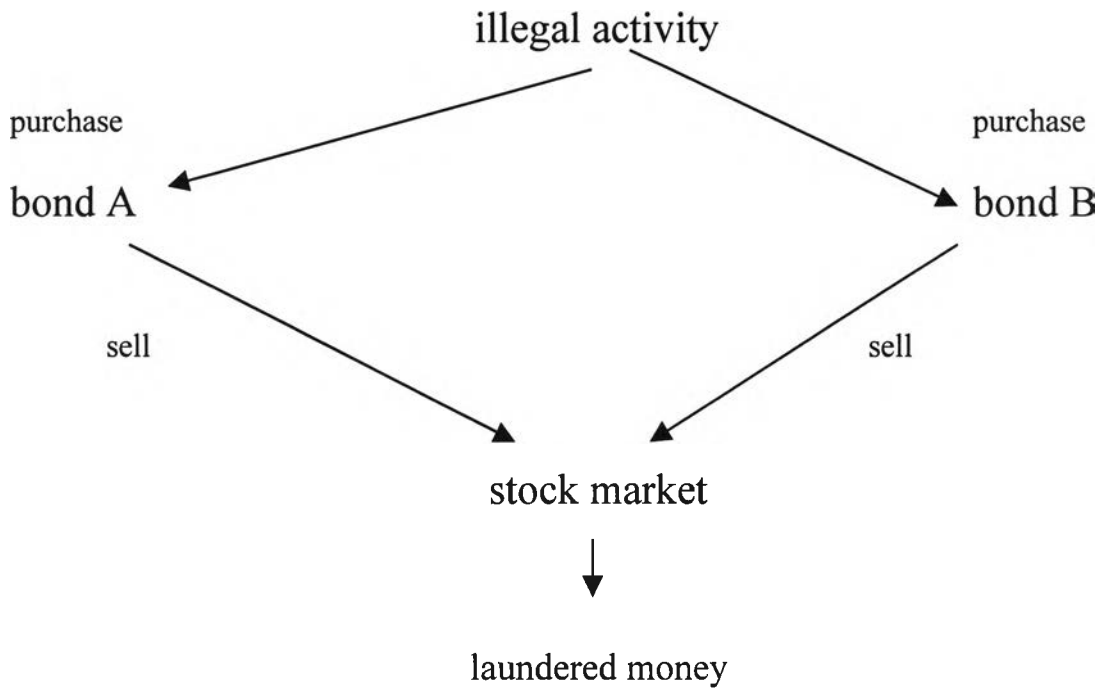 illegal activity
purchase
purchase
bond A
bond B
sell
sell
stock market
laundered money